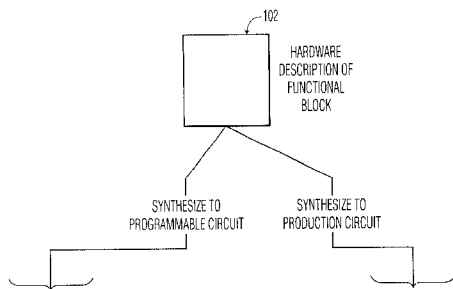 102
HARDWARE
DESCRIPTION OF
FUNCTIONAL
BLOCK
SYNTHESIZE TO
PROGRAMMABLE CIRCUIT
SYNTHESIZE TO
PRODUCTION CIRCUIT